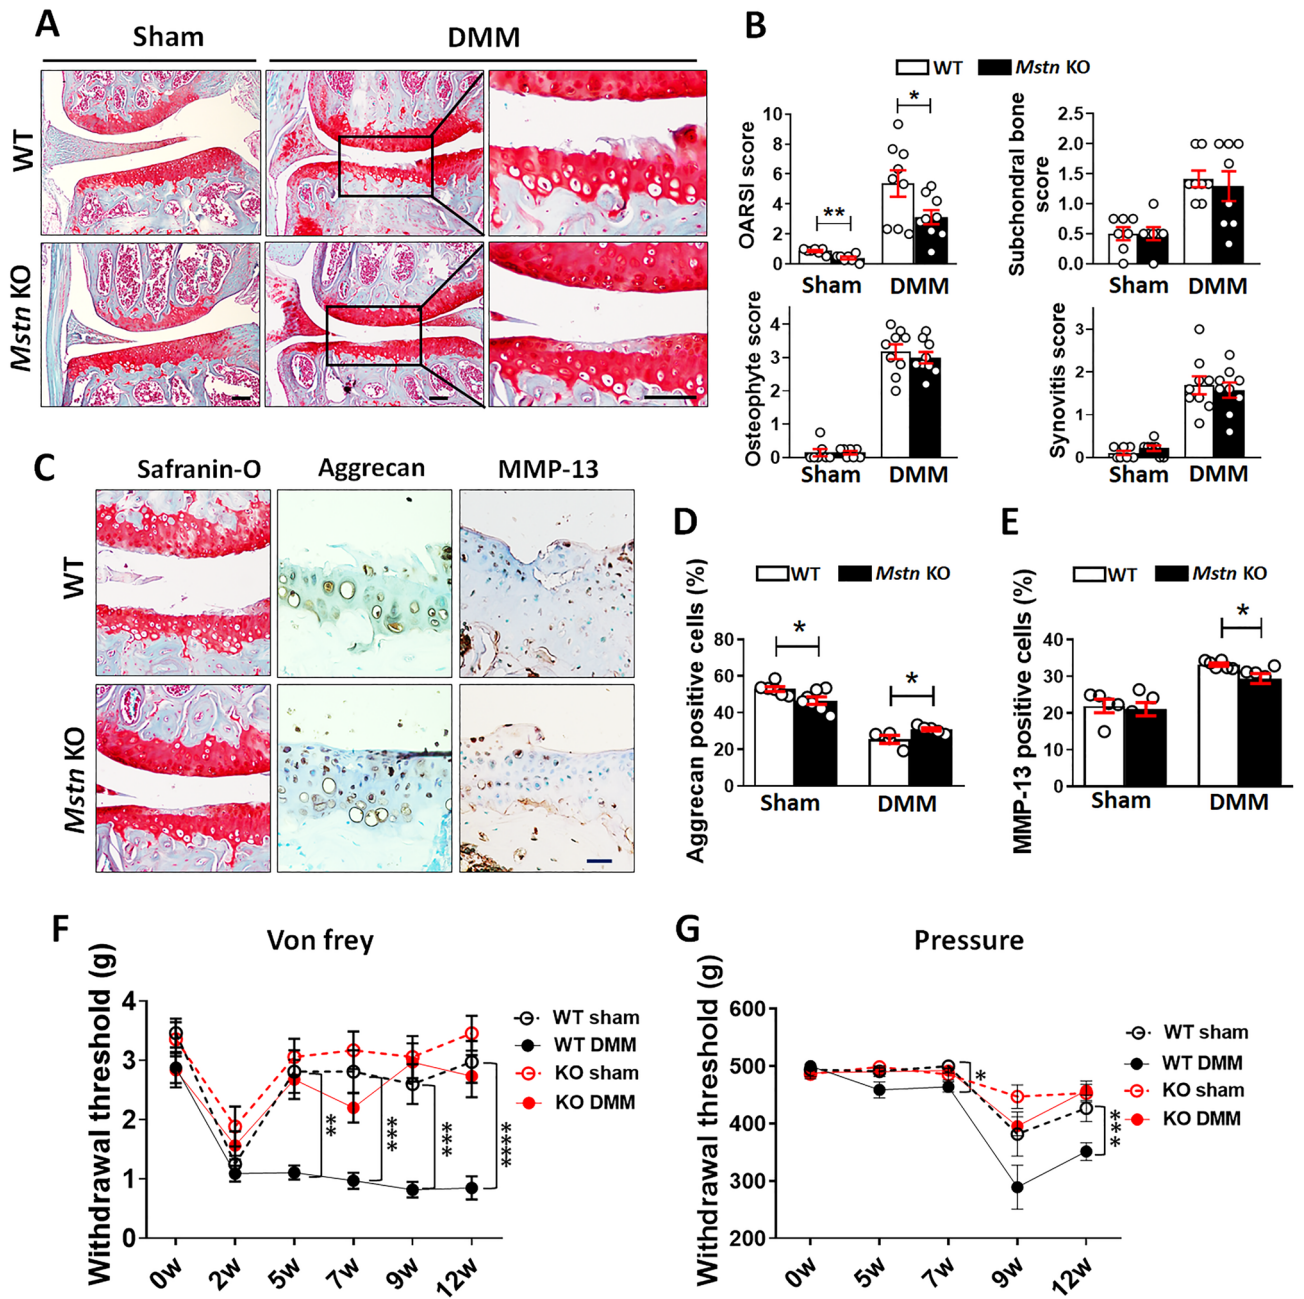 A
Sham
DMM
WT
Mstn KO
B
WT
Mstn KO
OARSI score
10
8
6
4
2
0
**
*
Sham
DMM
Subchondral bone
score
2.5
2.0
1.5
1.0
0.5
0.0
Sham
DMM
Osteophyte score
4
3
2
1
0
Sham
DMM
Synovitis score
3
2
1
0
Sham
DMM
C
Safranin-O
Aggrecan
MMP-13
WT
Mstn KO
D
WT
Mstn KO
Aggrecan positive cells (%)
80
60
40
20
0
*
*
Sham
DMM
E
WT
Mstn KO
MMP-13 positive cells (%)
40
30
20
10
0
*
Sham
DMM
F
Von frey
Withdrawal threshold (g)
4
3
2
1
0
0w
2w
5w
7w
9w
12w
**
***
***
****
WT sham
WT DMM
KO sham
KO DMM
G
Pressure
Withdrawal threshold (g)
600
500
400
300
200
0w
5w
7w
9w
12w
*
***
WT sham
WT DMM
KO sham
KO DMM